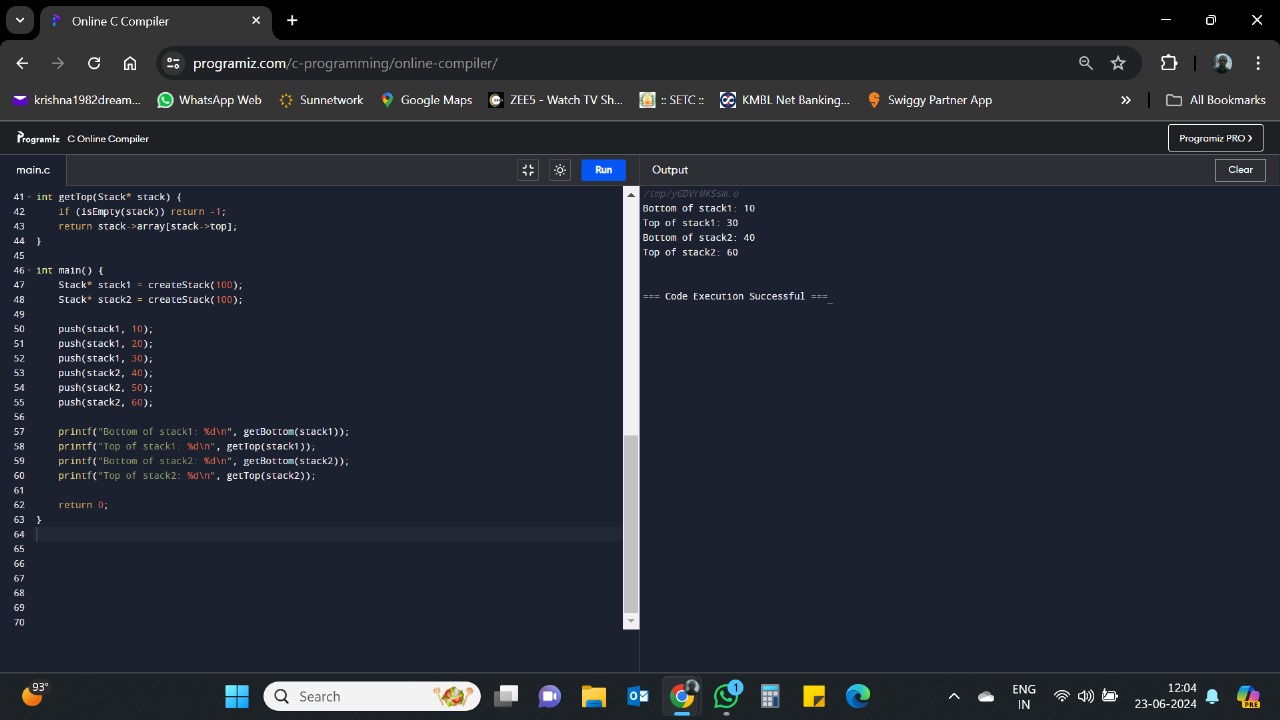 Online C Compiler
programiz.com/c-programming/online-compiler/
krishna1982dream... WhatsApp Web Sunnetwork Google Maps ZEE5 - Watch TV Sh... :: SETC :: KMBL Net Banking... Swiggy Partner App » All Bookmarks
Programiz C Online Compiler Programiz PRO >
main.c Run Output Clear
41 int getTop(Stack* stack) {
42 if (isEmpty(stack)) return -1;
43 return stack->array[stack->top];
44 }
45
46 int main() {
47 Stack* stack1 = createStack(100);
48 Stack* stack2 = createStack(100);
49
50 push(stack1, 10);
51 push(stack1, 20);
52 push(stack1, 30);
53 push(stack2, 40);
54 push(stack2, 50);
55 push(stack2, 60);
56
57 printf("Bottom of stack1: %d\n", getBottom(stack1));
58 printf("Top of stack1: %d\n", getTop(stack1));
59 printf("Bottom of stack2: %d\n", getBottom(stack2));
60 printf("Top of stack2: %d\n", getTop(stack2));
61
62 return 0;
63 }
64
65
66
67
68
69
70
/tmp/yGDVrMKSsm.o
Bottom of stack1: 10
Top of stack1: 30
Bottom of stack2: 40
Top of stack2: 60
=== Code Execution Successful ===
93° Search 1 ENG 12:04 PRE
IN 23-06-2024